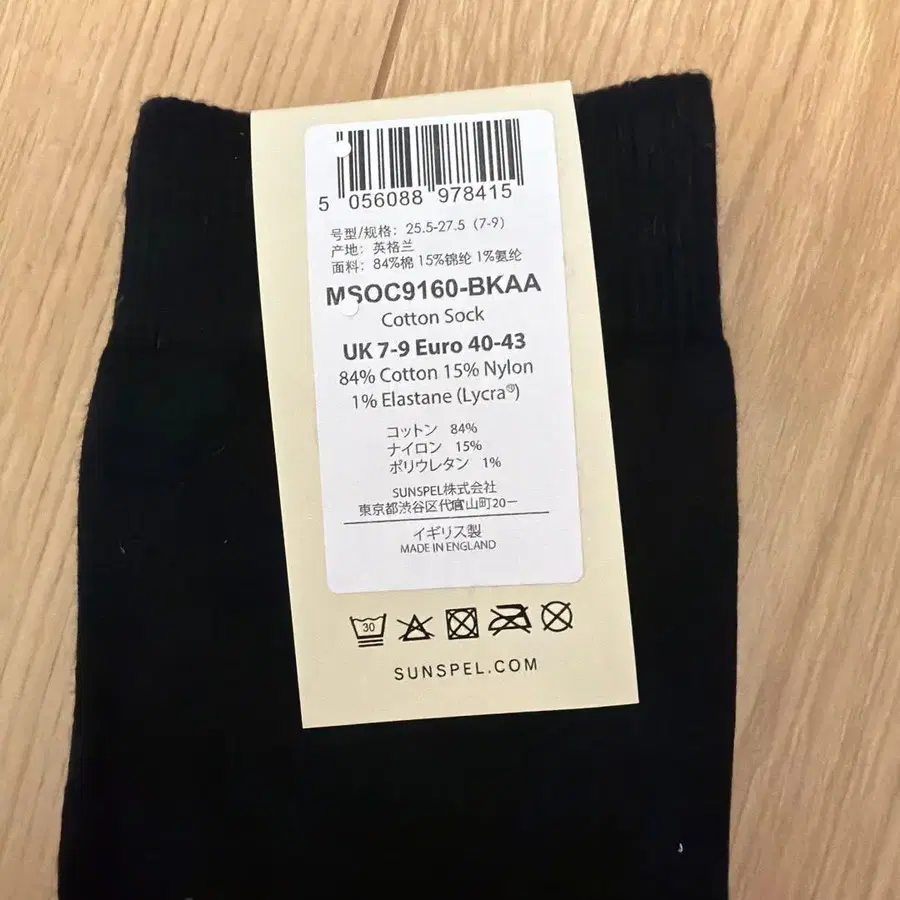 5 056088 978415
号型/规格: 25.5-27.5 (7-9)
产地: 英格兰
面料: 84%棉 15%锦纶 1%氨纶
MSOC9160-BKAA
Cotton Sock
UK 7-9 Euro 40-43
84% Cotton 15% Nylon
1% Elastane (Lycra®)
コットン 84%
ナイロン 15%
ポリウレタン 1%
SUNSPEL株式会社
東京都渋谷区代官山町20ー
イギリス製
MADE IN ENGLAND
30
SUNSPEL.COM